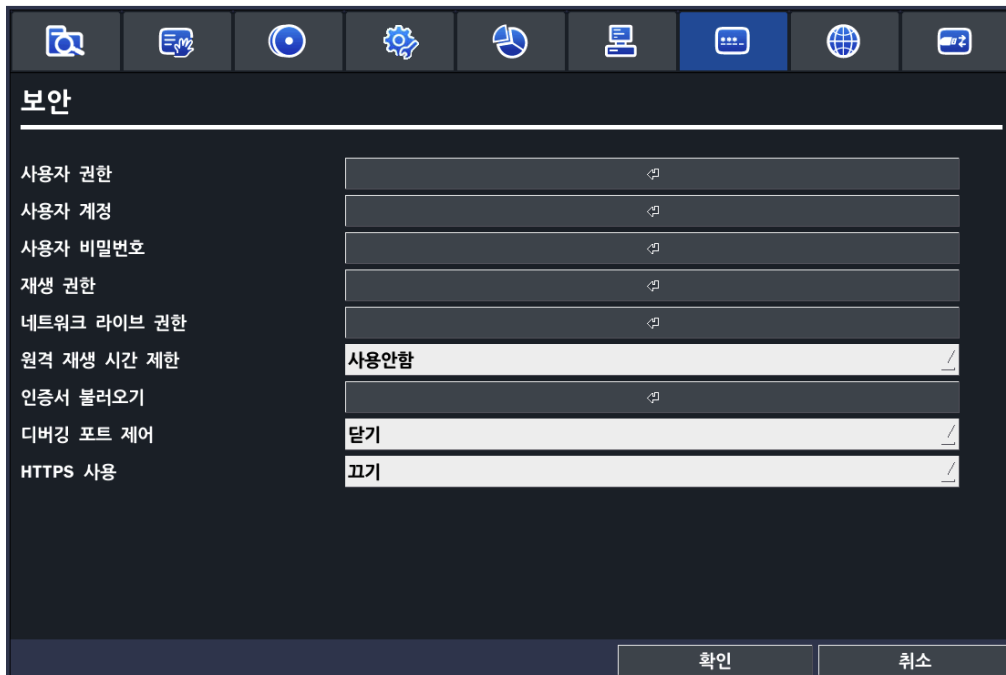 보안
사용자 권한
사용자 계정
사용자 비밀번호
재생 권한
네트워크 라이브 권한
원격 재생 시간 제한 사용안함
인증서 불러오기
디버깅 포트 제어 닫기
HTTPS 사용 끄기
확인 취소